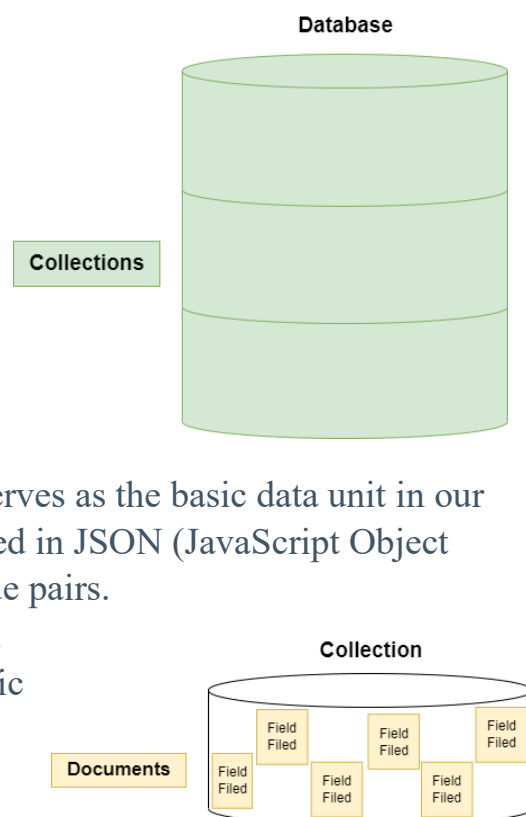 Database
Collections
erves as the basic data unit in our
ed in JSON (JavaScript Object
e pairs.
ic
Collection
Documents
Field
Filed
Field
Filed
Field
Filed
Field
Filed
Field
Filed
Field
Filed